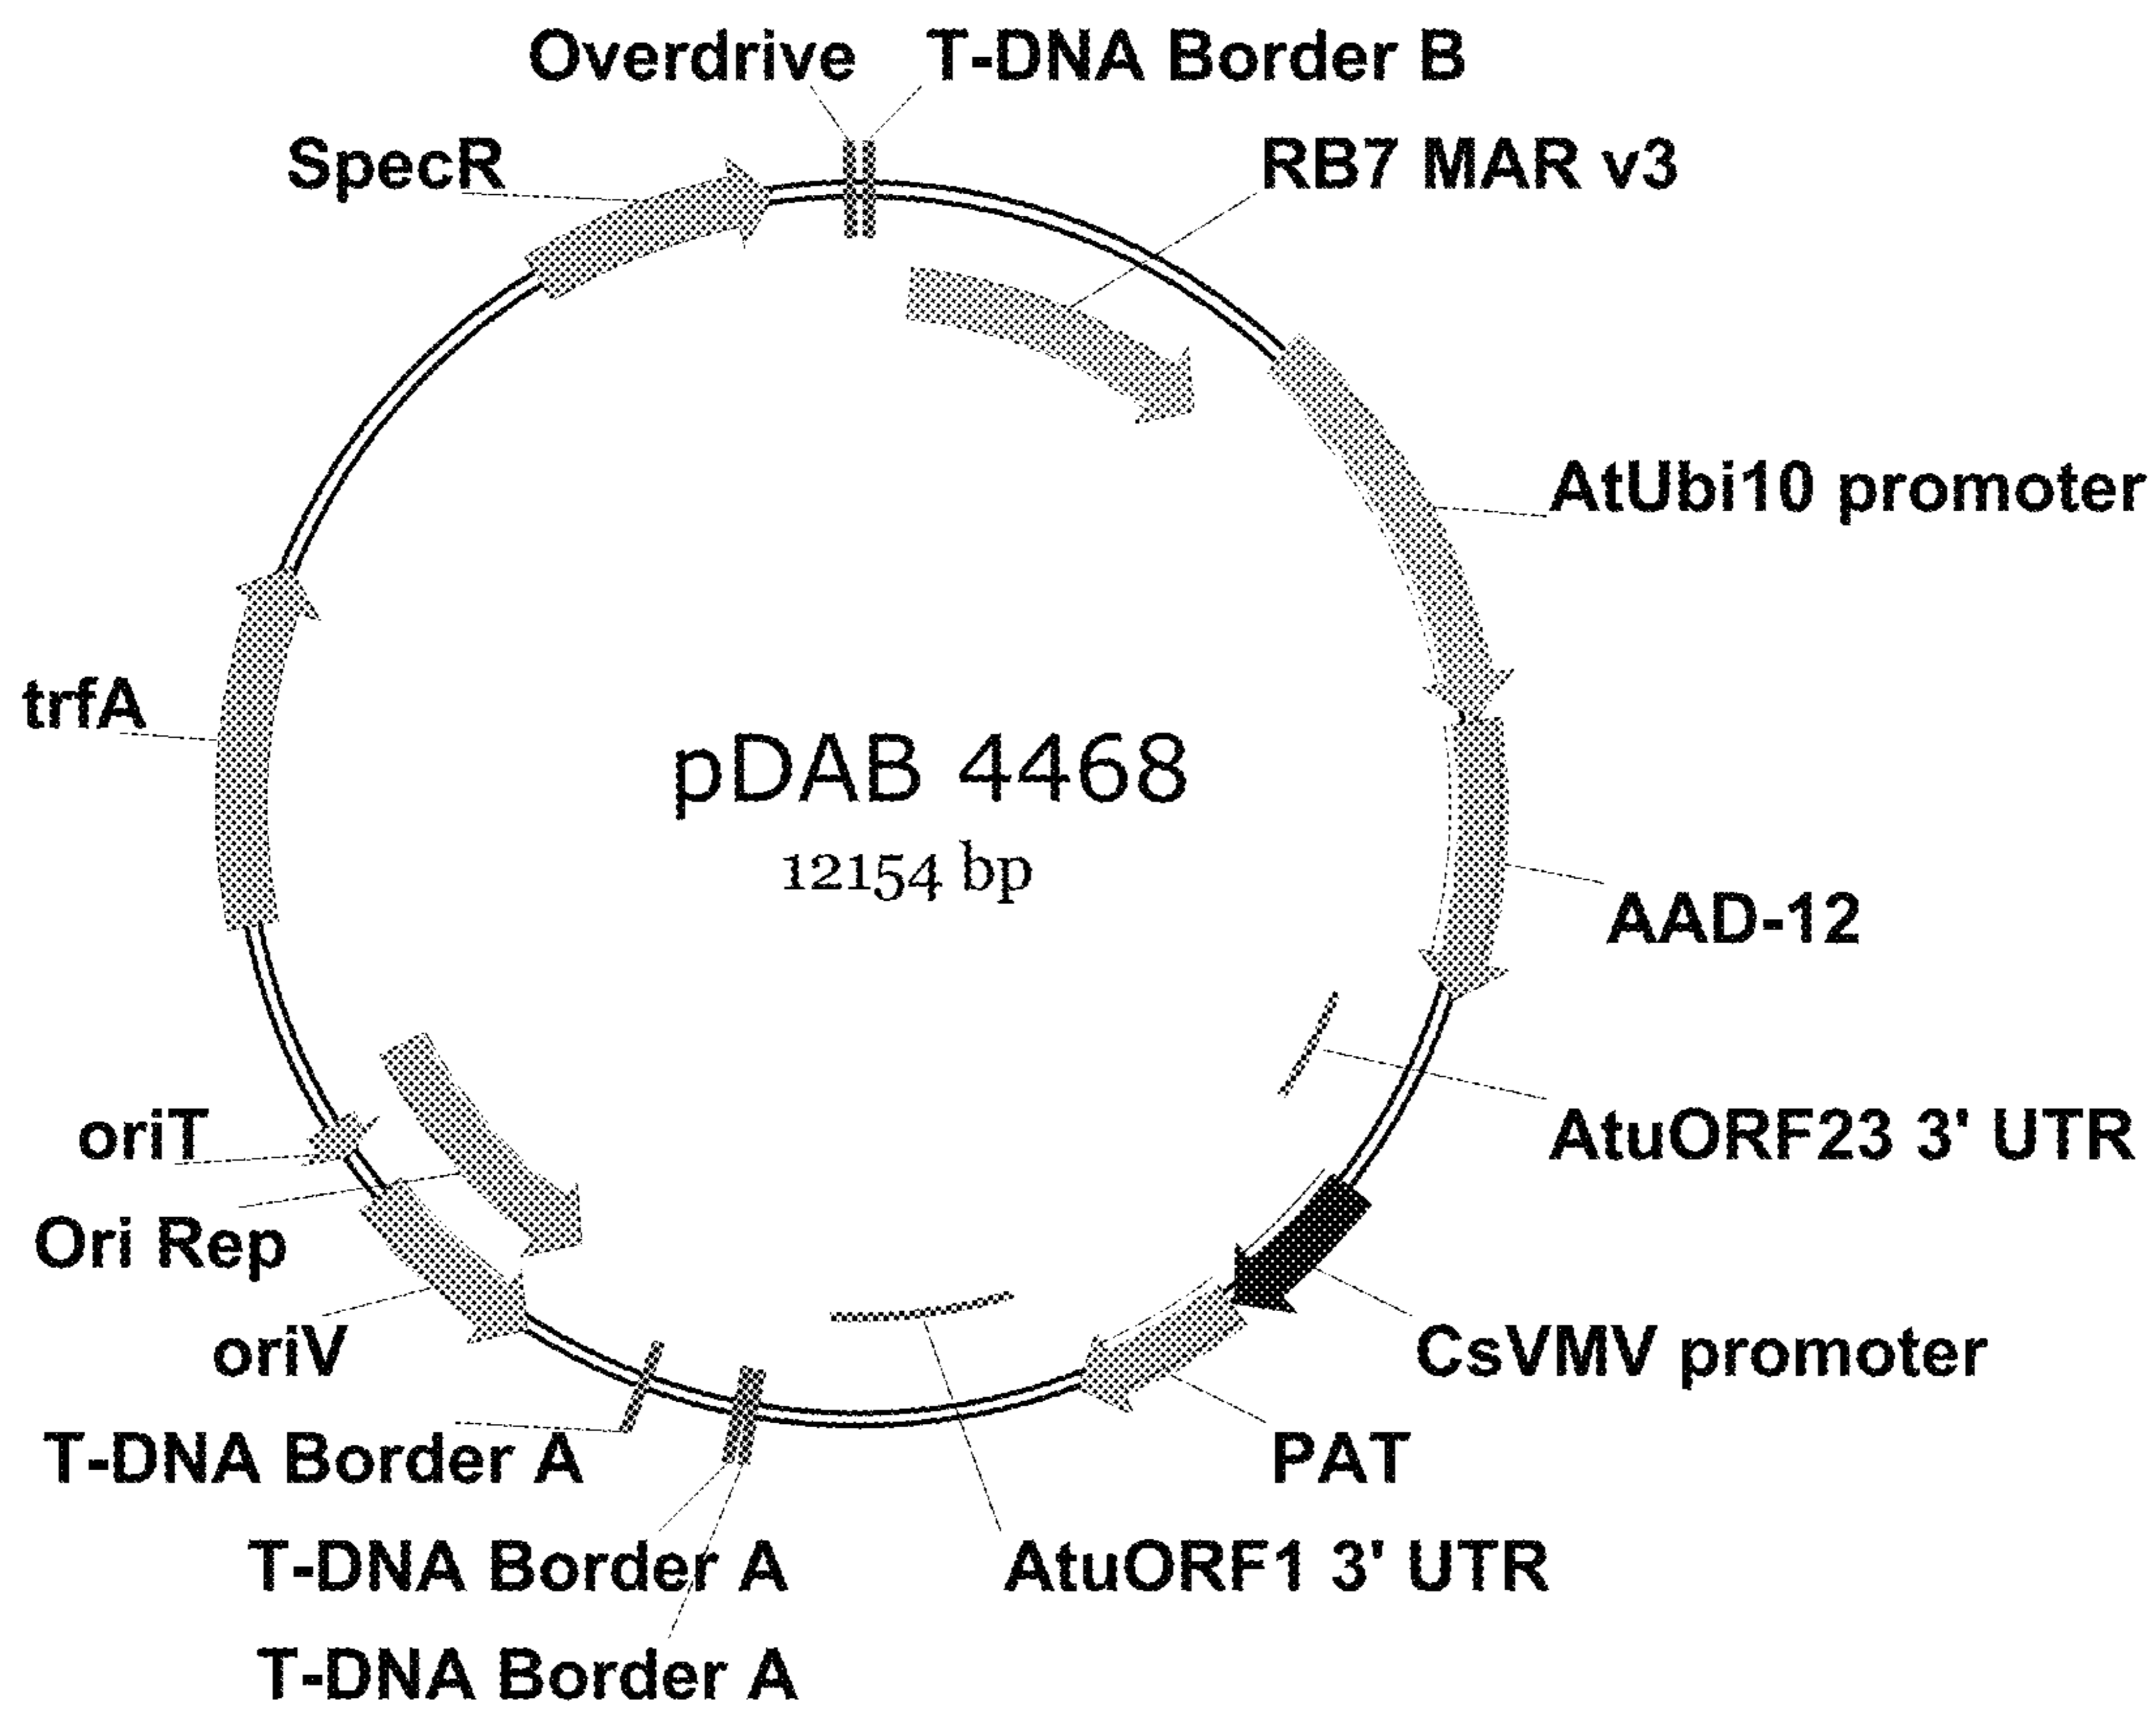 Overdrive
T-DNA Border B
SpecR
RB7 MAR v3
AtUbi10 promoter
trfA
pDAB 4468
12154 bp
AAD-12
oriT
AtuORF23 3' UTR
Ori Rep
oriV
CsVMV promoter
T-DNA Border A
PAT
T-DNA Border A
AtuORF1 3' UTR
T-DNA Border A